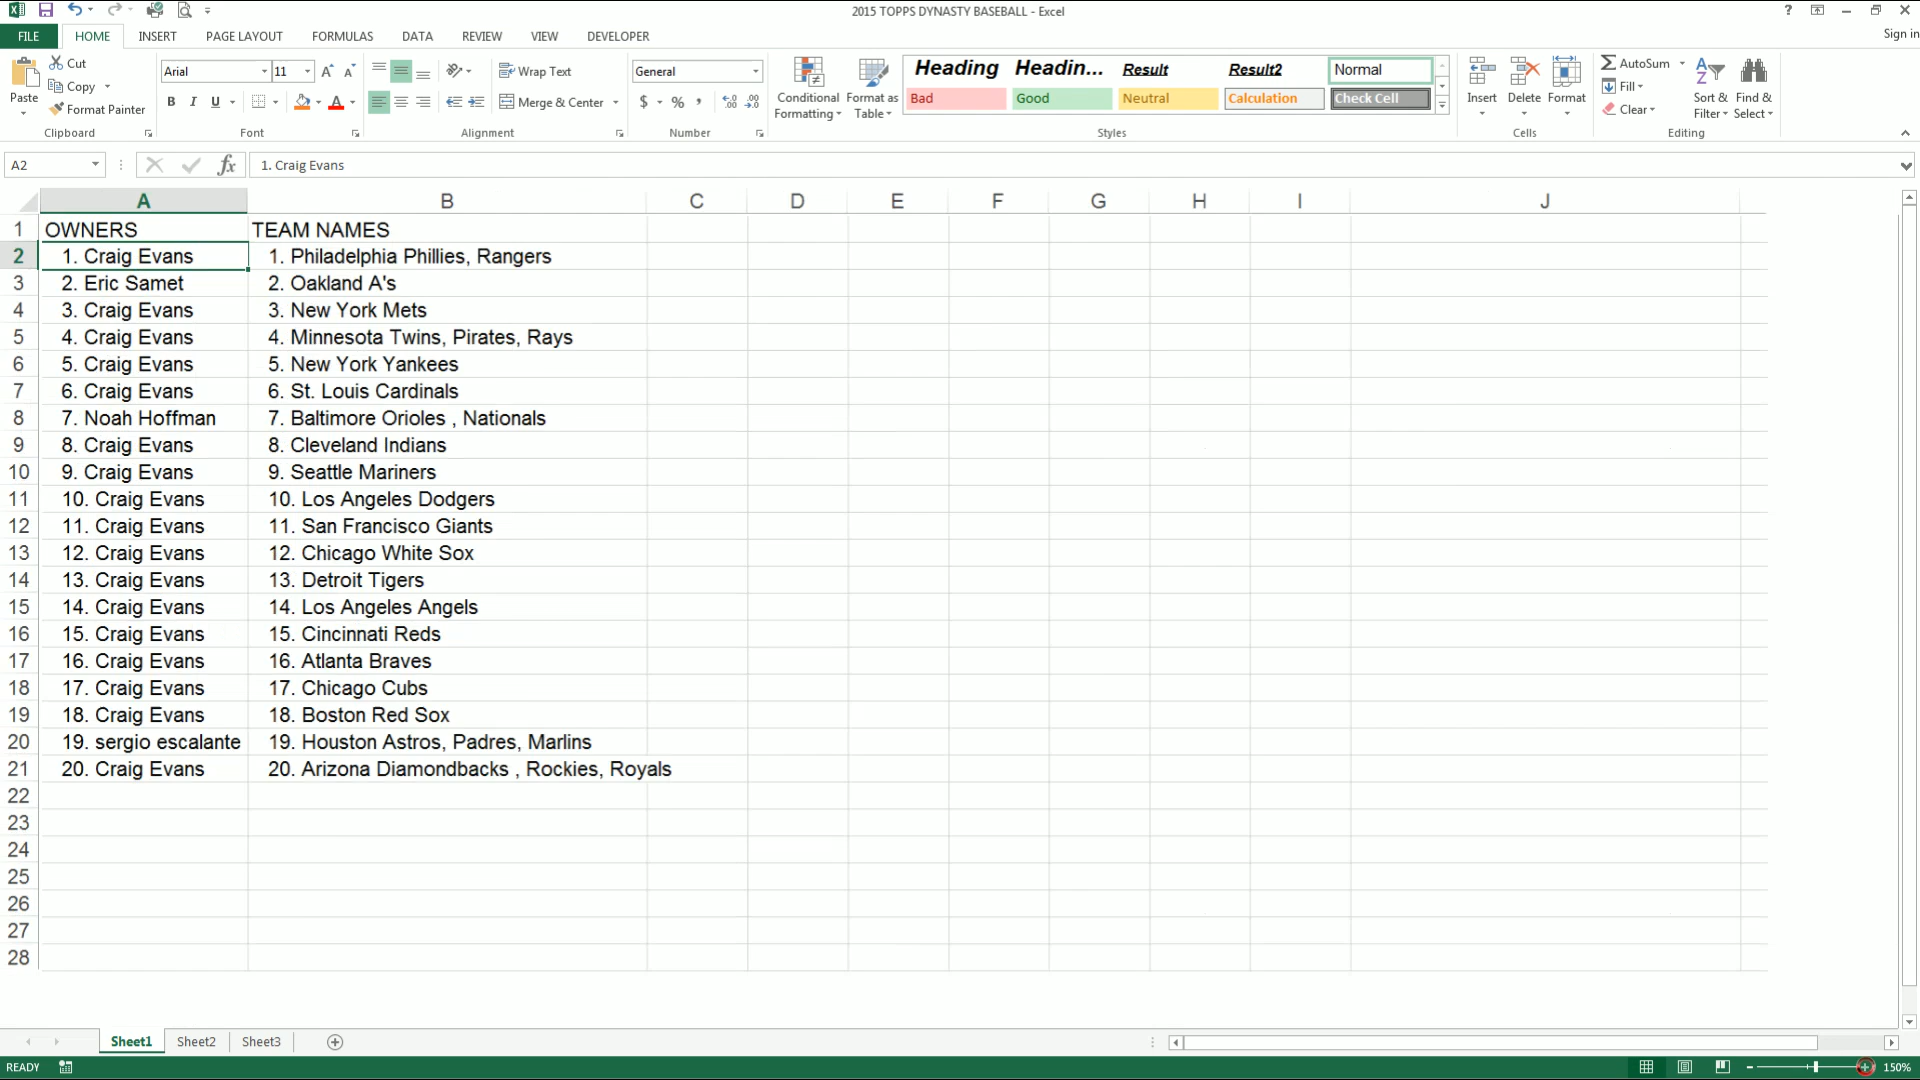 2015 TOPPS DYNASTY BASEBALL - Excel
?
FILE HOME INSERT PAGE LAYOUT FORMULAS DATA REVIEW VIEW DEVELOPER
Sign in
Paste
Cut
Copy
Format Painter
Clipboard
Arial 11
B I U
Font
Wrap Text
Merge & Center
Alignment
General
$ % ,
Number
Conditional Formatting
Format as Table
Heading Headin... Result Result2 Normal
Bad Good Neutral Calculation Check Cell
Styles
Insert Delete Format
Cells
AutoSum
Fill
Clear
Sort & Filter
Find & Select
Editing
A2 fx 1. Craig Evans
A B C D E F G H I J
1 OWNERS TEAM NAMES
2 1. Craig Evans 1. Philadelphia Phillies, Rangers
3 2. Eric Samet 2. Oakland A's
4 3. Craig Evans 3. New York Mets
5 4. Craig Evans 4. Minnesota Twins, Pirates, Rays
6 5. Craig Evans 5. New York Yankees
7 6. Craig Evans 6. St. Louis Cardinals
8 7. Noah Hoffman 7. Baltimore Orioles , Nationals
9 8. Craig Evans 8. Cleveland Indians
10 9. Craig Evans 9. Seattle Mariners
11 10. Craig Evans 10. Los Angeles Dodgers
12 11. Craig Evans 11. San Francisco Giants
13 12. Craig Evans 12. Chicago White Sox
14 13. Craig Evans 13. Detroit Tigers
15 14. Craig Evans 14. Los Angeles Angels
16 15. Craig Evans 15. Cincinnati Reds
17 16. Craig Evans 16. Atlanta Braves
18 17. Craig Evans 17. Chicago Cubs
19 18. Craig Evans 18. Boston Red Sox
20 19. sergio escalante 19. Houston Astros, Padres, Marlins
21 20. Craig Evans 20. Arizona Diamondbacks , Rockies, Royals
22
23
24
25
26
27
28
Sheet1 Sheet2 Sheet3
READY 150%